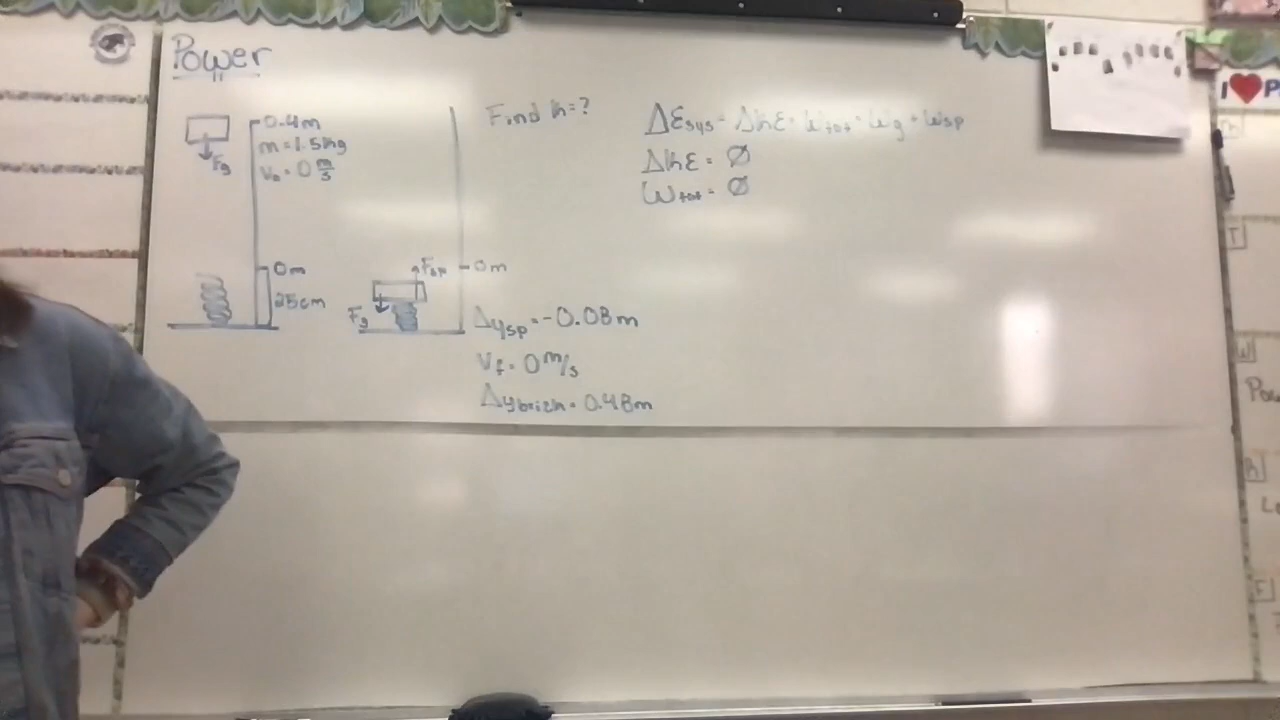 Power
0.4m
m = 1.5kg
v₀ = 0 m/s
Fg
0m
25cm
Fsp
0m
Fg
Find k = ?
Δysp = -0.08m
Vf = 0 m/s
Δybrick = 0.48m
ΔEsys = ΔKE = Wtot = Wg + Wsp
ΔKE = Ø
Wtot = Ø
I ❤ P
T
W
Pow
R
L
F